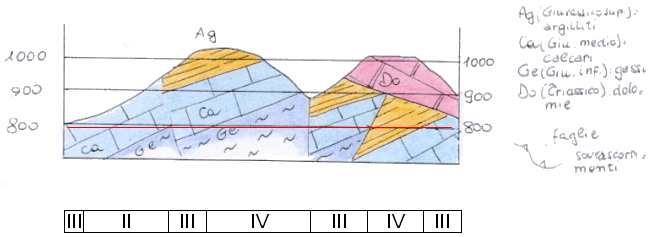 Ag
1000
900
800
Ca
Ca
Ge
Ge
Do
1000
900
800
Ag (Giurassico sup.):
argilliti
Ca (Giu. medio):
calcari
Ge (Giu. inf.): gessi
Do (Triassico): dolo,
mie
faglie
sovrascorri,
menti
III II III IV III IV III